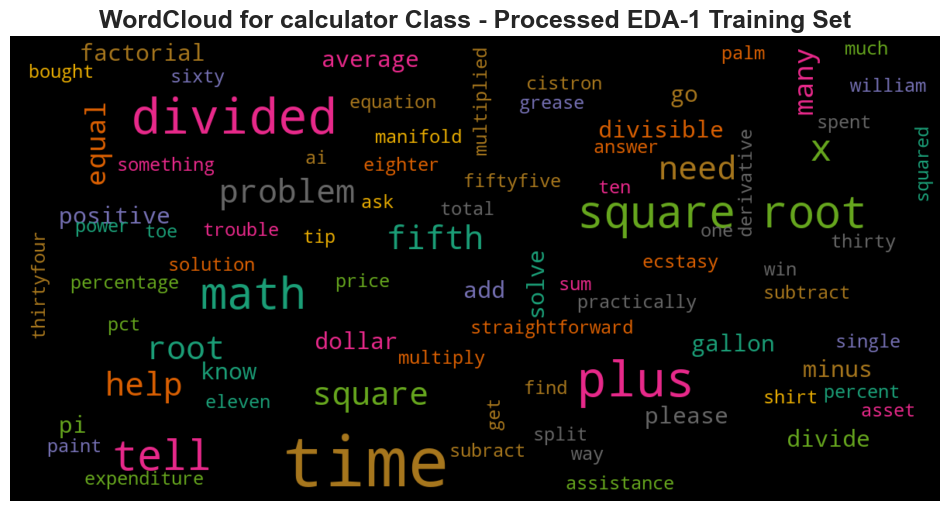 WordCloud for calculator Class - Processed EDA-1 Training Set
factorial
bought
sixty
average
multiplied
cistron
grease
palm
many
much
william
divided
equal
equation
manifold
go
divisible
answer
spent
x
squared
something
ai
eighter
fiftyfive
need
derivative
problem
ask
ten
positive
power
toe
trouble
tip
total
fifth
square root
one
thirty
thirtyfour
solution
percentage
math
price
add
solve
sum
ecstasy
win
practically
subtract
pct
root
dollar
straightforward
multiply
gallon
single
help
know
eleven
square
get
find
plus
minus
please
shirt
percent
asset
pi
paint
tell
expenditure
time
subract
split
way
assistance
divide